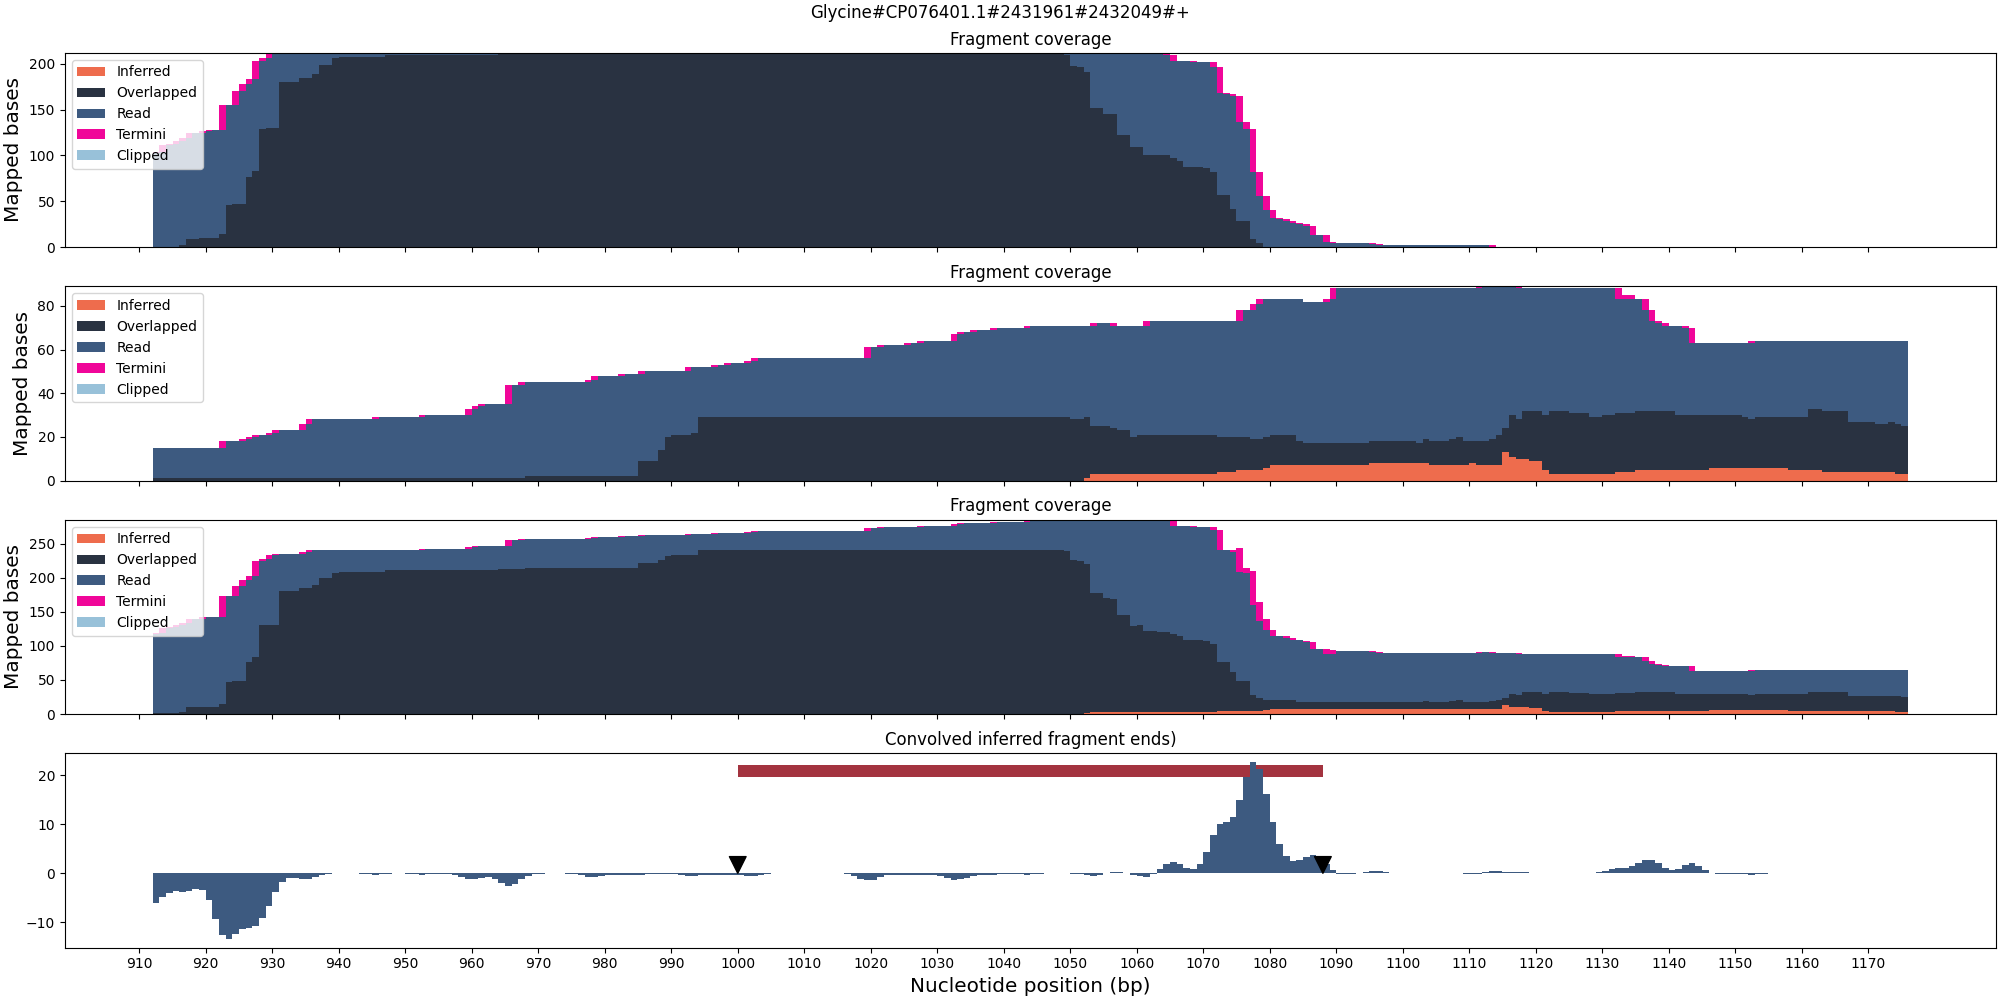 Glycine#CP076401.1#2431961#2432049#+
Fragment coverage
Mapped bases
200
150
100
50
0
Inferred
Overlapped
Read
Termini
Clipped
Fragment coverage
Mapped bases
80
60
40
20
0
Inferred
Overlapped
Read
Termini
Clipped
Fragment coverage
Mapped bases
250
200
150
100
50
0
Inferred
Overlapped
Read
Termini
Clipped
Convolved inferred fragment ends)
20
10
0
−10
910 920 930 940 950 960 970 980 990 1000 1010 1020 1030 1040 1050 1060 1070 1080 1090 1100 1110 1120 1130 1140 1150 1160 1170
Nucleotide position (bp)